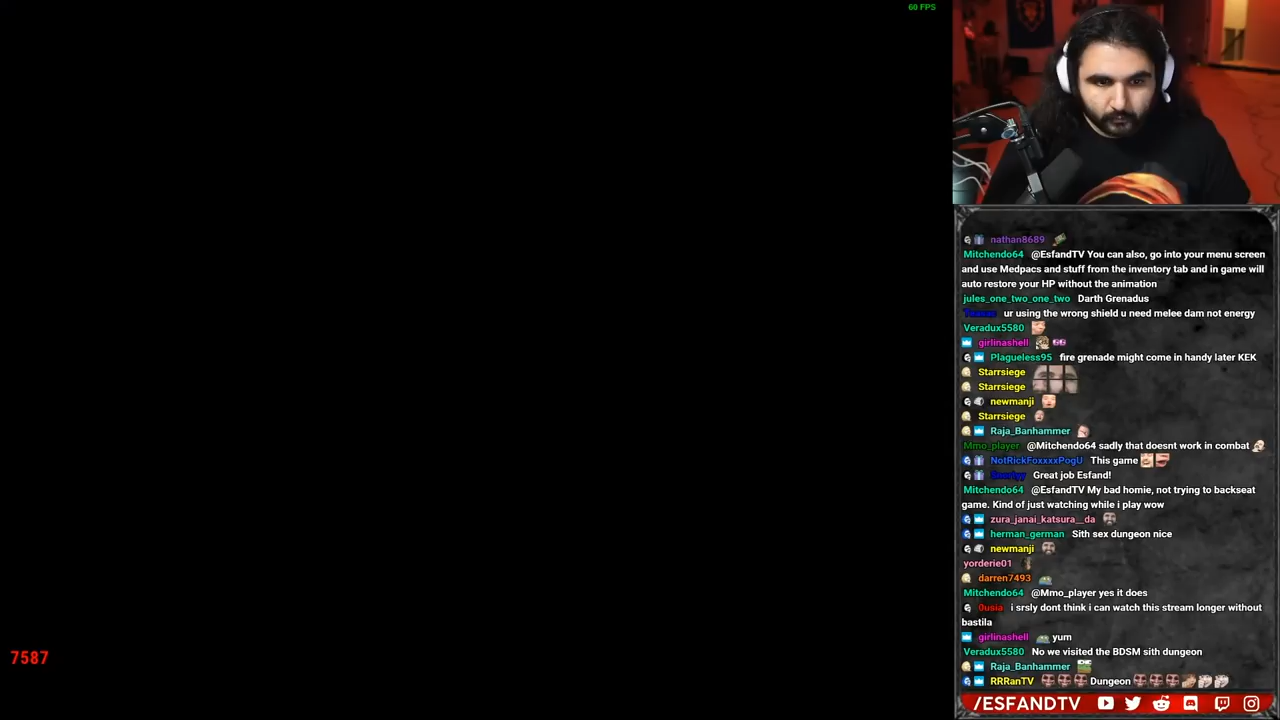 60 FPS
nathan8689
Mitchendo64 @EsfandTV You can also, go into your menu screen
and use Medpacs and stuff from the inventory tab and in game will
auto restore your HP without the animation
jules_one_two_one_two Darth Grenadus
ur using the wrong shield u need melee dam not energy
Veradux5580
girlinashell
Plagueless95 fire grenade might come in handy later KEK
Starrsiege
Starrsiege
newmanji
Starrsiege
Raja_Banhammer
Mmo_player @Mitchendo64 sadly that doesnt work in combat
NotRickFoxxxxPogU This game
Great job Esfand!
Mitchendo64 @EsfandTV My bad homie, not trying to backseat
game. Kind of just watching while i play wow
zura_janai_katsura__da
herman_german Sith sex dungeon nice
newmanji
yorderie01
darren7493
Mitchendo64 @Mmo_player yes it does
0usia i srsly dont think i can watch this stream longer without
bastila
girlinashell yum
Veradux5580 No we visited the BDSM sith dungeon
Raja_Banhammer
RRRanTV Dungeon
7587
/ESFANDTV